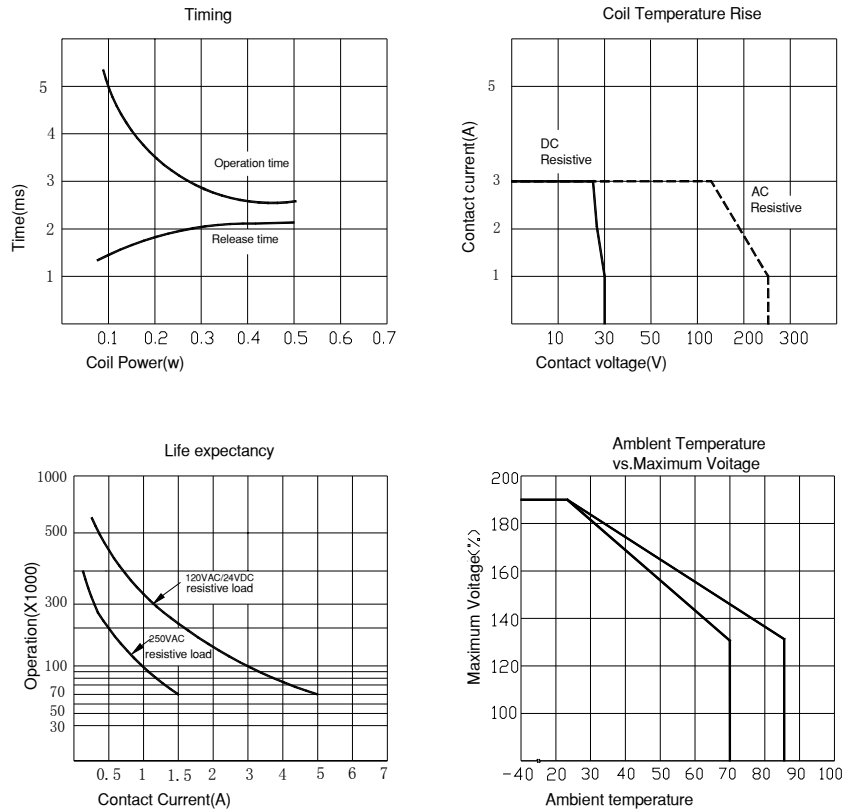 Timing
5
4
3
2
1
Time(ms)
Operation time
Release time
0.1 0.2 0.3 0.4 0.5 0.6 0.7
Coil Power(w)
Coil Temperature Rise
5
3
2
1
Contact current(A)
DC
Resistive
AC
Resistive
10 30 50 100 200 300
Contact voltage(V)
Life expectancy
1000
500
300
100
70
50
30
Operation(X1000)
120VAC/24VDC
resistive load
250VAC
resistive load
0.5 1 1.5 2 3 4 5 6 7
Contact Current(A)
Amblent Temperature
vs.Maximum Voitage
200
180
160
140
120
100
Maximum Voltage(%)
-40 20 30 40 50 60 70 80 90 100
Ambient temperature